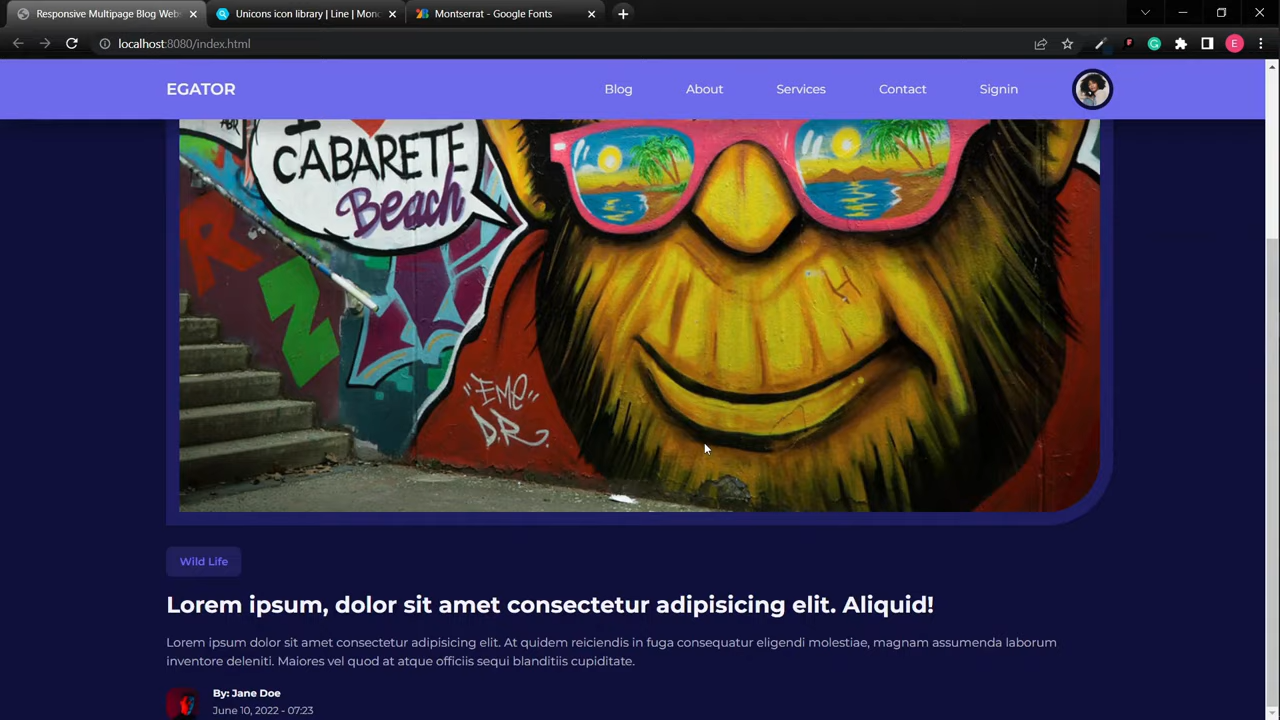 Responsive Multipage Blog Web
Unicons icon library | Line | Mono
Montserrat - Google Fonts
localhost:8080/index.html
E
EGATOR
Blog
About
Services
Contact
Signin
I
CABARETE
Beach
"EME"
D.R.
Wild Life
Lorem ipsum, dolor sit amet consectetur adipisicing elit. Aliquid!
Lorem ipsum dolor sit amet consectetur adipisicing elit. At quidem reiciendis in fuga consequatur eligendi molestiae, magnam assumenda laborum
inventore deleniti. Maiores vel quod at atque officiis sequi blanditiis cupiditate.
By: Jane Doe
June 10, 2022 - 07:23